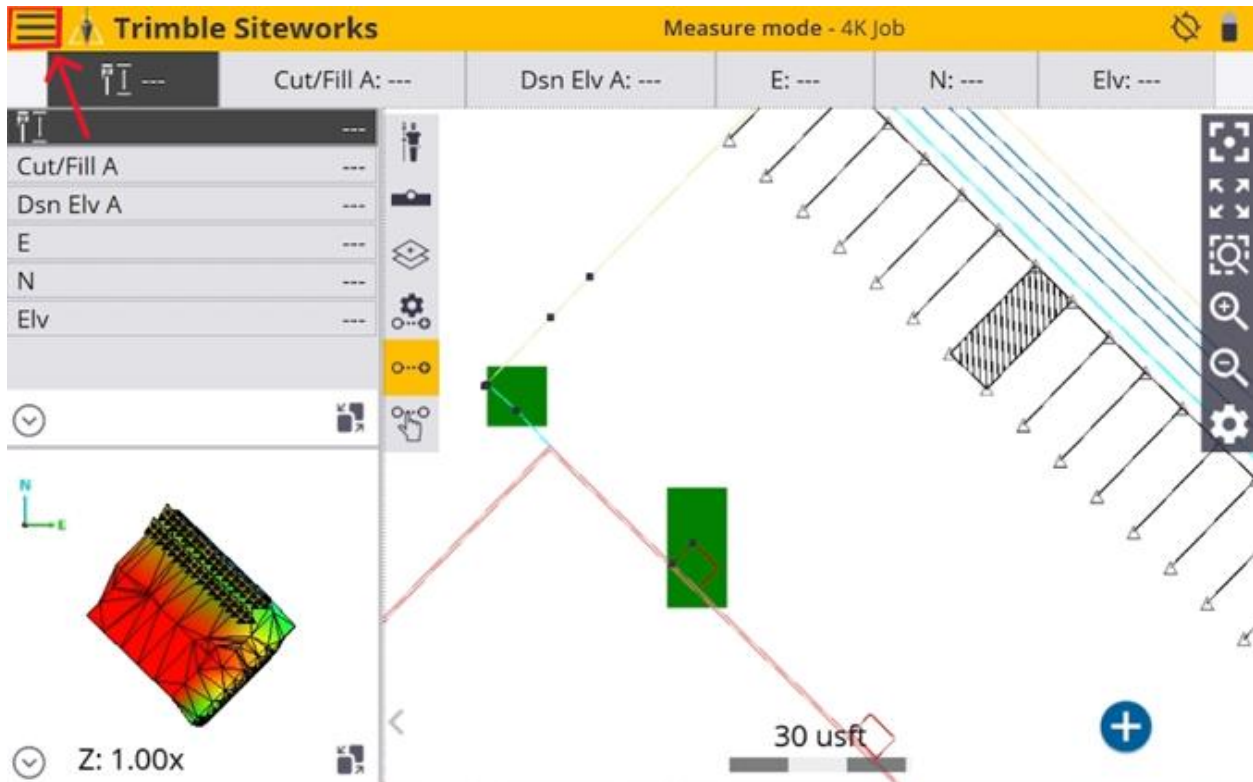 Trimble Siteworks
Measure mode - 4K Job
--- Cut/Fill A: --- Dsn Elv A: --- E: --- N: --- Elv: ---
---
Cut/Fill A ---
Dsn Elv A ---
E ---
N ---
Elv ---
N
E
Z: 1.00x
30 usft